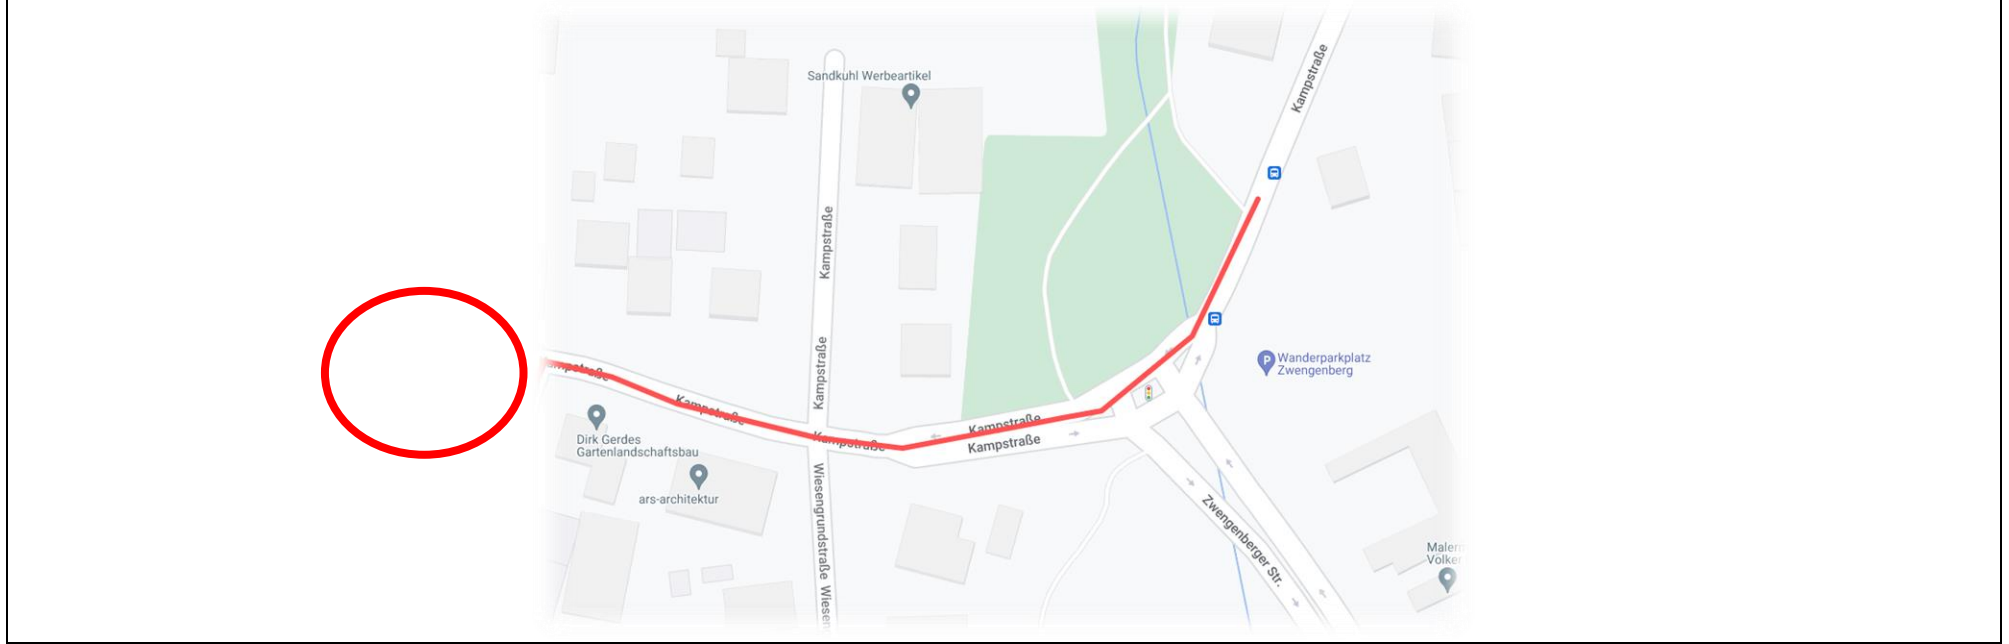 Sandkuhl Werbeartikel
Kampstraße
Kampstraße
Kampstraße
Wanderparkplatz
Zwengenberg
Kampstraße
Kampstraße
Kampstraße
Kampstraße
Dirk Gerdes
Gartenlandschaftsbau
ars-architektur
Wiesengrundstraße
Zwengenberger Str.